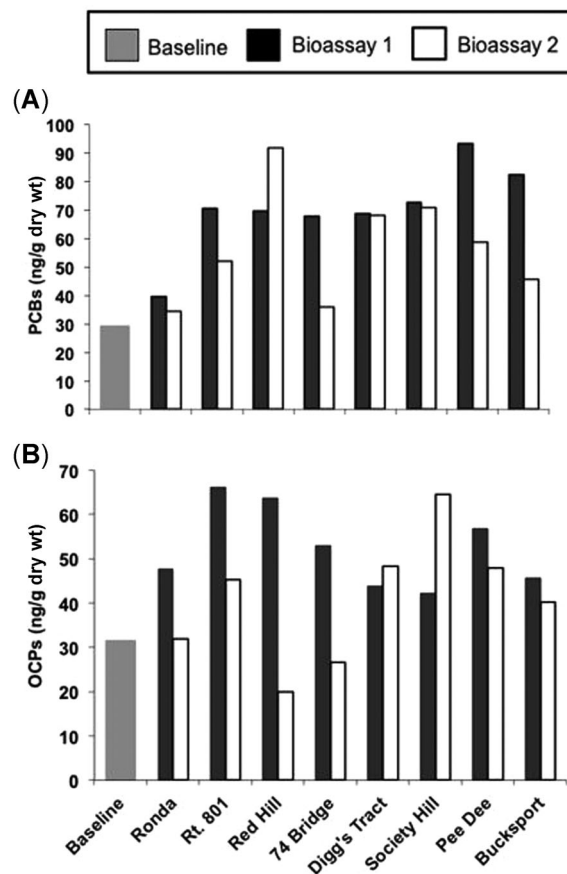 Baseline Bioassay 1 Bioassay 2
(A)
PCBs (ng/g dry wt)
100
90
80
70
60
50
40
30
20
10
0
(B)
OCPs (ng/g dry wt)
70
60
50
40
30
20
10
0
Baseline
Ronda
Rt. 801
Red Hill
74 Bridge
Digg's Tract
Society Hill
Pee Dee
Bucksport